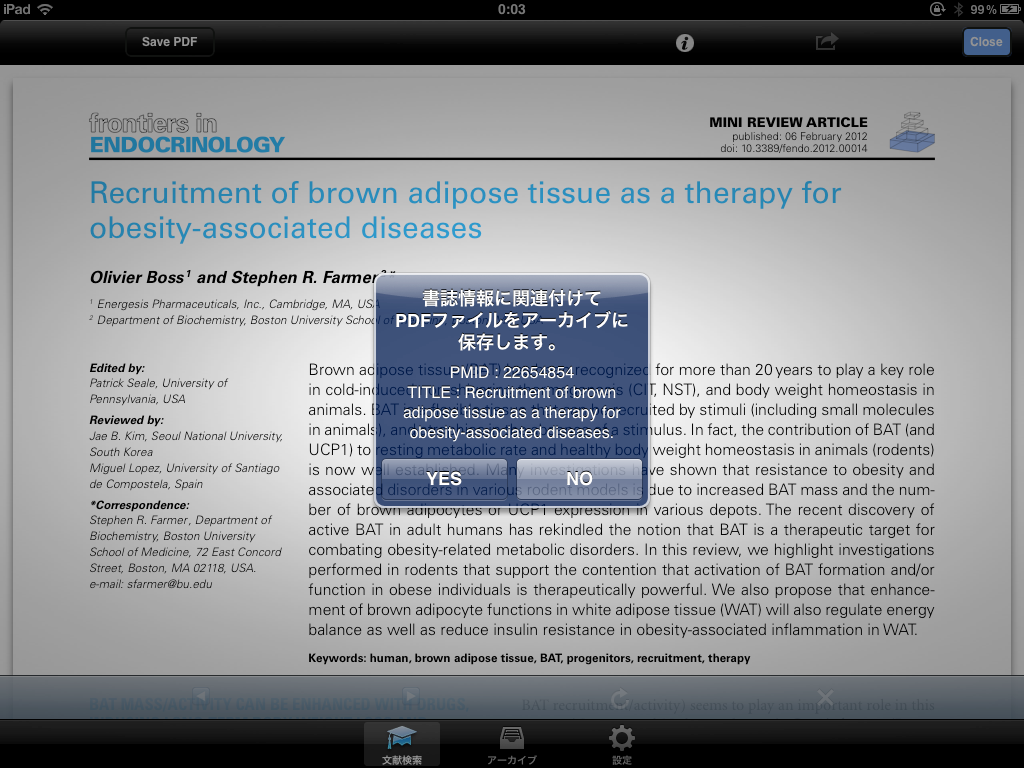 iPad
0:03
99%
Save PDF
Close
frontiers in
ENDOCRINOLOGY
MINI REVIEW ARTICLE
published: 06 February 2012
doi: 10.3389/fendo.2012.00014
Recruitment of brown adipose tissue as a therapy for
obesity-associated diseases
Olivier Boss1 and Stephen R. Farmer2*
1 Energesis Pharmaceuticals, Inc., Cambridge, MA, USA
2 Department of Biochemistry, Boston University School of
Edited by:
Patrick Seale, University of
Pennsylvania, USA
Reviewed by:
Jae B. Kim, Seoul National University,
South Korea
Miguel Lopez, University of Santiago
de Compostela, Spain
*Correspondence:
Stephen R. Farmer, Department of
Biochemistry, Boston University
School of Medicine, 72 East Concord
Street, Boston, MA 02118, USA.
e-mail: sfarmer@bu.edu
Brown adipose tissue recognized for more than 20 years to play a key role
in cold-induced (CIT, NST), and body weight homeostasis in
animals. BAT recruited by stimuli (including small molecules
in animals), stimulus. In fact, the contribution of BAT (and
UCP1) to resting metabolic rate and healthy body weight homeostasis in animals (rodents)
is now well established. Many investigations have shown that resistance to obesity and
associated disorders in various rodent models is due to increased BAT mass and the num-
ber of brown adipocytes or UCP1 expression in various depots. The recent discovery of
active BAT in adult humans has rekindled the notion that BAT is a therapeutic target for
combating obesity-related metabolic disorders. In this review, we highlight investigations
performed in rodents that support the contention that activation of BAT formation and/or
function in obese individuals is therapeutically powerful. We also propose that enhance-
ment of brown adipocyte functions in white adipose tissue (WAT) will also regulate energy
balance as well as reduce insulin resistance in obesity-associated inflammation in WAT.
Keywords: human, brown adipose tissue, BAT, progenitors, recruitment, therapy
書誌情報に関連付けて
PDFファイルをアーカイブに
保存します。
PMID : 22654854
TITLE : Recruitment of brown
adipose tissue as a therapy for
obesity-associated diseases.
YES
NO
BAT MASS/ACTIVITY CAN BE ENHANCED WITH DRUGS,
BAT recruitment/activity) seems to play an important role in this
文献検索
アーカイブ
設定